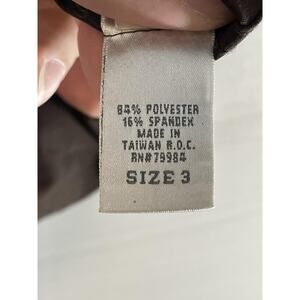 84% POLYESTER
16% SPANDEX
MADE IN
TAIWAN R.O.C.
RN#79984
SIZE 3